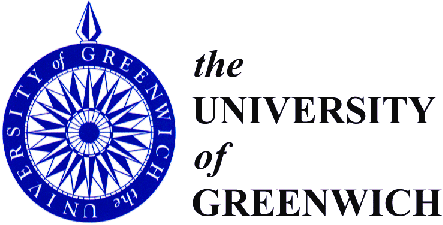 the UNIVERSITY of GREENWICH
the
UNIVERSITY
of
GREENWICH